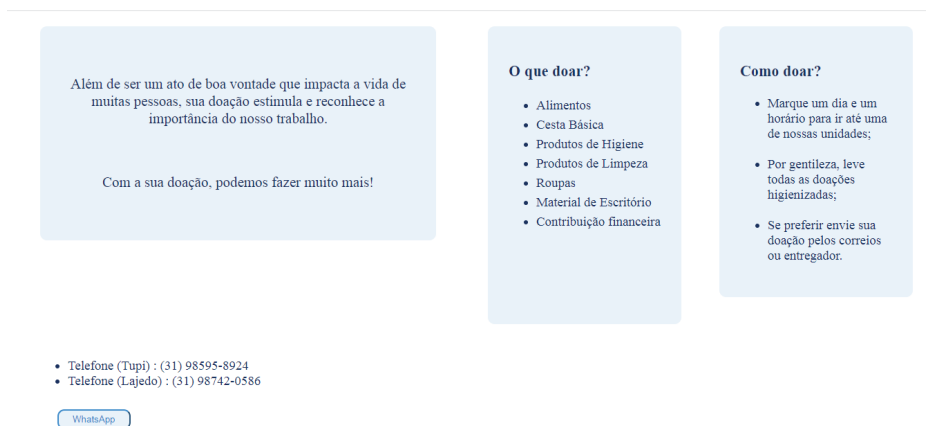 Além de ser um ato de boa vontade que impacta a vida de
muitas pessoas, sua doação estimula e reconhece a
importância do nosso trabalho.
Com a sua doação, podemos fazer muito mais!
O que doar?
Alimentos
Cesta Básica
Produtos de Higiene
Produtos de Limpeza
Roupas
Material de Escritório
Contribuição financeira
Como doar?
Marque um dia e um
horário para ir até uma
de nossas unidades;
Por gentileza, leve
todas as doações
higienizadas;
Se preferir envie sua
doação pelos correios
ou entregador.
Telefone (Tupi) : (31) 98595-8924
Telefone (Lajedo) : (31) 98742-0586
WhatsApp